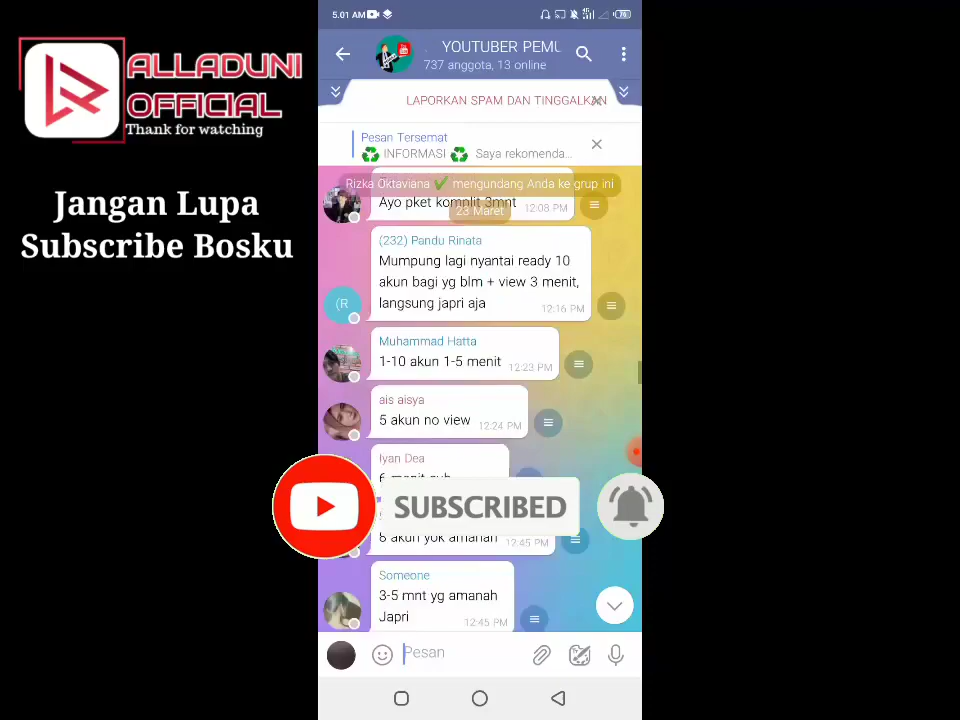 ALLADUNI
OFFICIAL
Thank for watching
Jangan Lupa
Subscribe Bosku
5.01 AM
76
YOUTUBER PEMU
737 anggota, 13 online
LAPORKAN SPAM DAN TINGGALKAN
Pesan Tersemat
♻️ INFORMASI ♻️ Saya rekomenda...
Rizka Oktaviana ✅ mengundang Anda ke grup ini
Ayo pket komplit 3mnt 12:08 PM
23 Maret
(232) Pandu Rinata
Mumpung lagi nyantai ready 10
akun bagi yg blm + view 3 menit,
langsung japri aja
12:16 PM
(R
Muhammad Hatta
1-10 akun 1-5 menit 12:23 PM
ais aisya
5 akun no view 12:24 PM
Iyan Dea
SUBSCRIBED
8 akun yok amanah 12:45 PM
Someone
3-5 mnt yg amanah
Japri 12:45 PM
Pesan